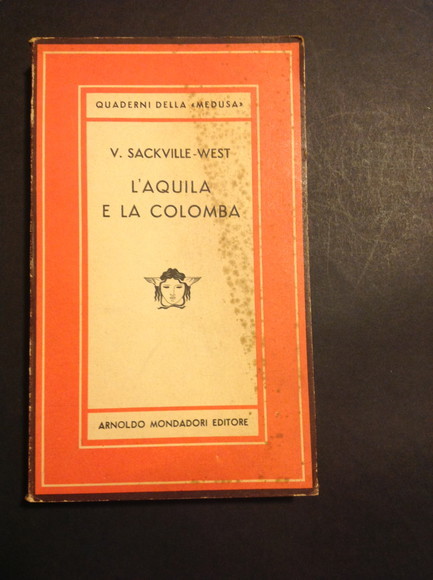 QUADERNI DELLA «MEDUSA»
V. SACKVILLE-WEST
L'AQUILA
E LA COLOMBA
ARNOLDO MONDADORI EDITORE